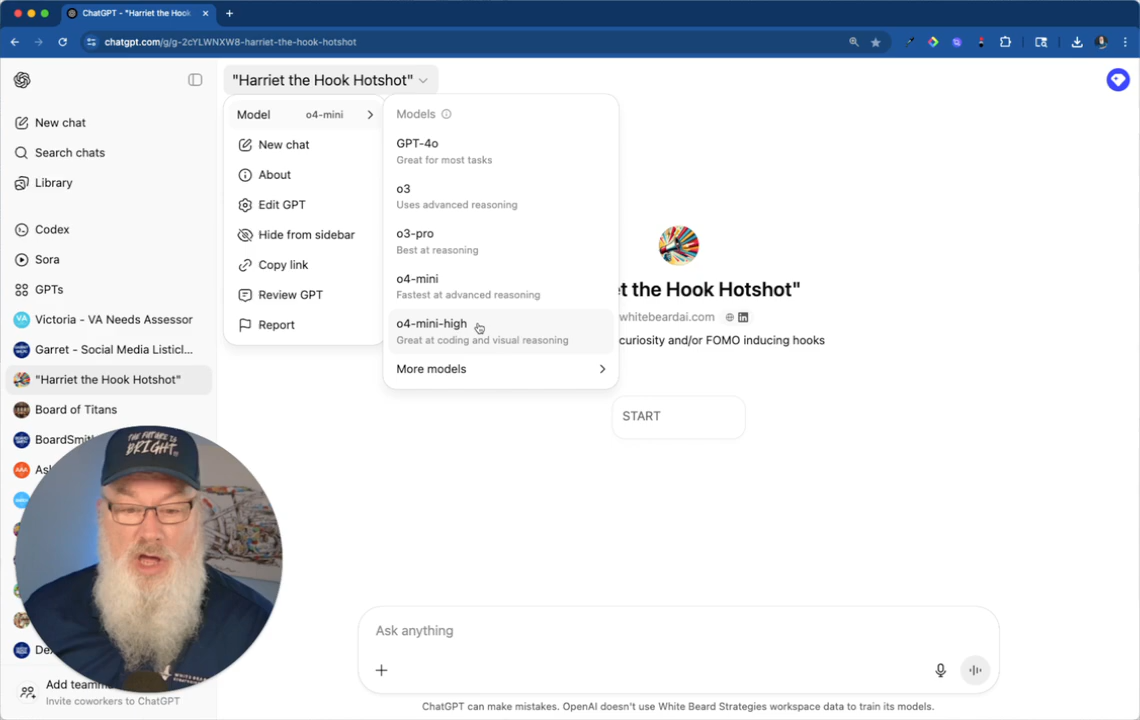 ChatGPT - "Harriet the Hook
chatgpt.com/g/g-2cYLWNXW8-harriet-the-hook-hotshot
New chat
Search chats
Library
Codex
Sora
GPTs
Victoria - VA Needs Assessor
Garret - Social Media Listicl...
"Harriet the Hook Hotshot"
Board of Titans
BoardSmith
Add teamm
Invite coworkers to ChatGPT
"Harriet the Hook Hotshot"
Model o4-mini
New chat
About
Edit GPT
Hide from sidebar
Copy link
Review GPT
Report
Models
GPT-4o
Great for most tasks
o3
Uses advanced reasoning
o3-pro
Best at reasoning
o4-mini
Fastest at advanced reasoning
o4-mini-high
Great at coding and visual reasoning
More models
t the Hook Hotshot"
whitebeardai.com
curiosity and/or FOMO inducing hooks
START
Ask anything
ChatGPT can make mistakes. OpenAI doesn't use White Beard Strategies workspace data to train its models.
THE FUTURE IS
BRIGHT
WHITE BEARD
STRATEGIES